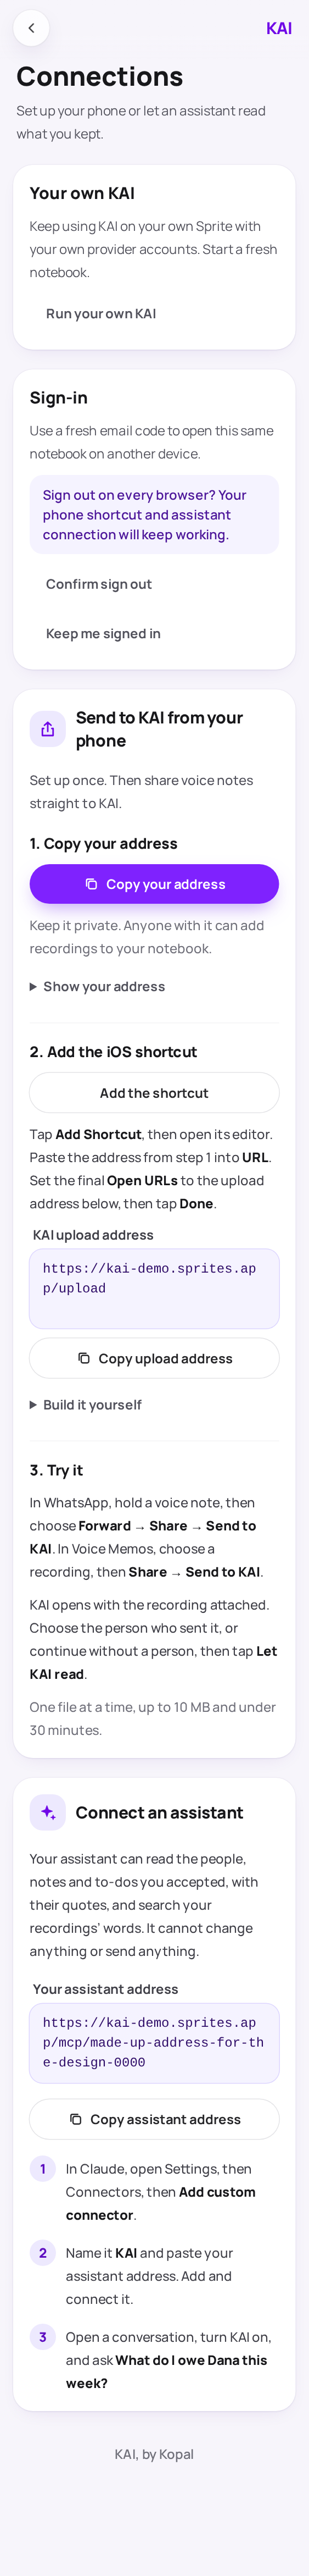 KAI
Connections
Set up your phone or let an assistant read
what you kept.
Your own KAI
Keep using KAI on your own Sprite with
your own provider accounts. Start a fresh
notebook.
Run your own KAI
Sign-in
Use a fresh email code to open this same
notebook on another device.
Sign out on every browser? Your
phone shortcut and assistant
connection will keep working.
Confirm sign out
Keep me signed in
Send to KAI from your
phone
Set up once. Then share voice notes
straight to KAI.
1. Copy your address
Copy your address
Keep it private. Anyone with it can add
recordings to your notebook.
Show your address
2. Add the iOS shortcut
Add the shortcut
Tap Add Shortcut, then open its editor.
Paste the address from step 1 into URL.
Set the final Open URLs to the upload
address below, then tap Done.
KAI upload address
https://kai-demo.sprites.ap
p/upload
Copy upload address
Build it yourself
3. Try it
In WhatsApp, hold a voice note, then
choose Forward → Share → Send to
KAI. In Voice Memos, choose a
recording, then Share → Send to KAI.
KAI opens with the recording attached.
Choose the person who sent it, or
continue without a person, then tap Let
KAI read.
One file at a time, up to 10 MB and under
30 minutes.
Connect an assistant
Your assistant can read the people,
notes and to-dos you accepted, with
their quotes, and search your
recordings’ words. It cannot change
anything or send anything.
Your assistant address
https://kai-demo.sprites.ap
p/mcp/made-up-address-for-th
e-design-0000
Copy assistant address
1 In Claude, open Settings, then
Connectors, then Add custom
connector.
2 Name it KAI and paste your
assistant address. Add and
connect it.
3 Open a conversation, turn KAI on,
and ask What do I owe Dana this
week?
KAI, by Kopal